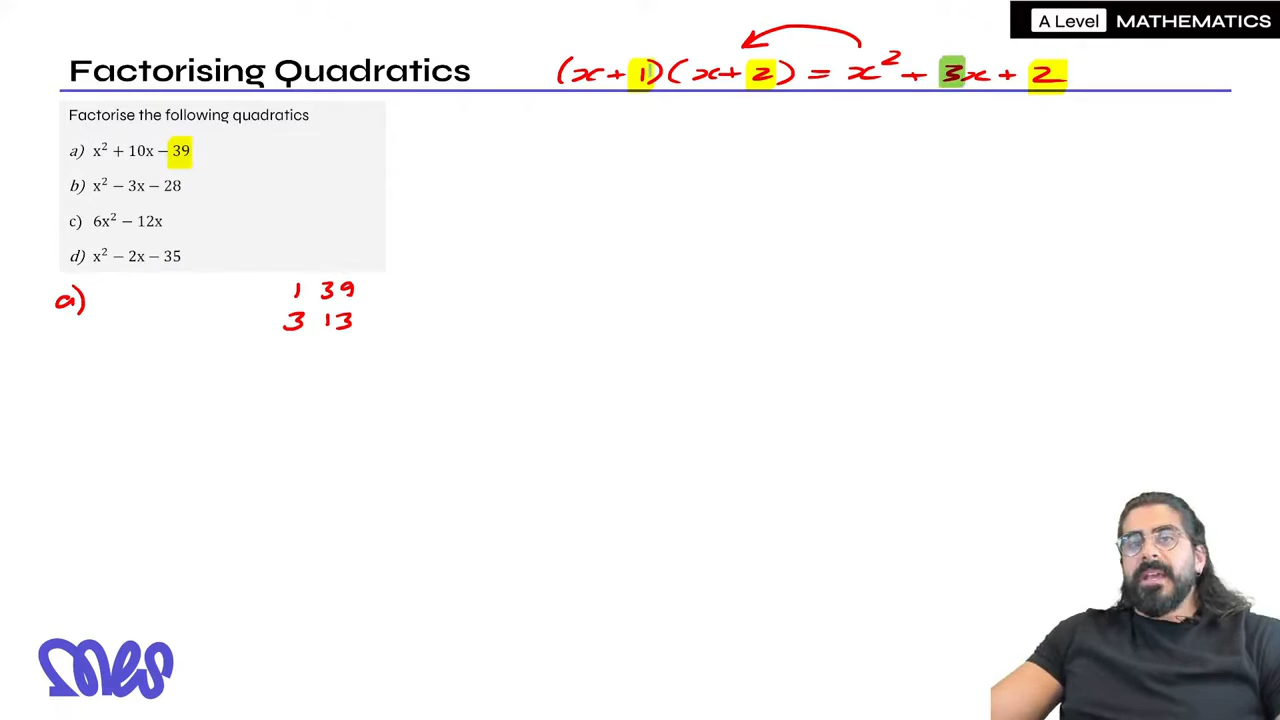 A Level MATHEMATICS
Factorising Quadratics
(x+1)(x+2) = x² + 3x + 2
Factorise the following quadratics
a) x² + 10x − 39
b) x² − 3x − 28
c) 6x² − 12x
d) x² − 2x − 35
a)
1 39
3 13